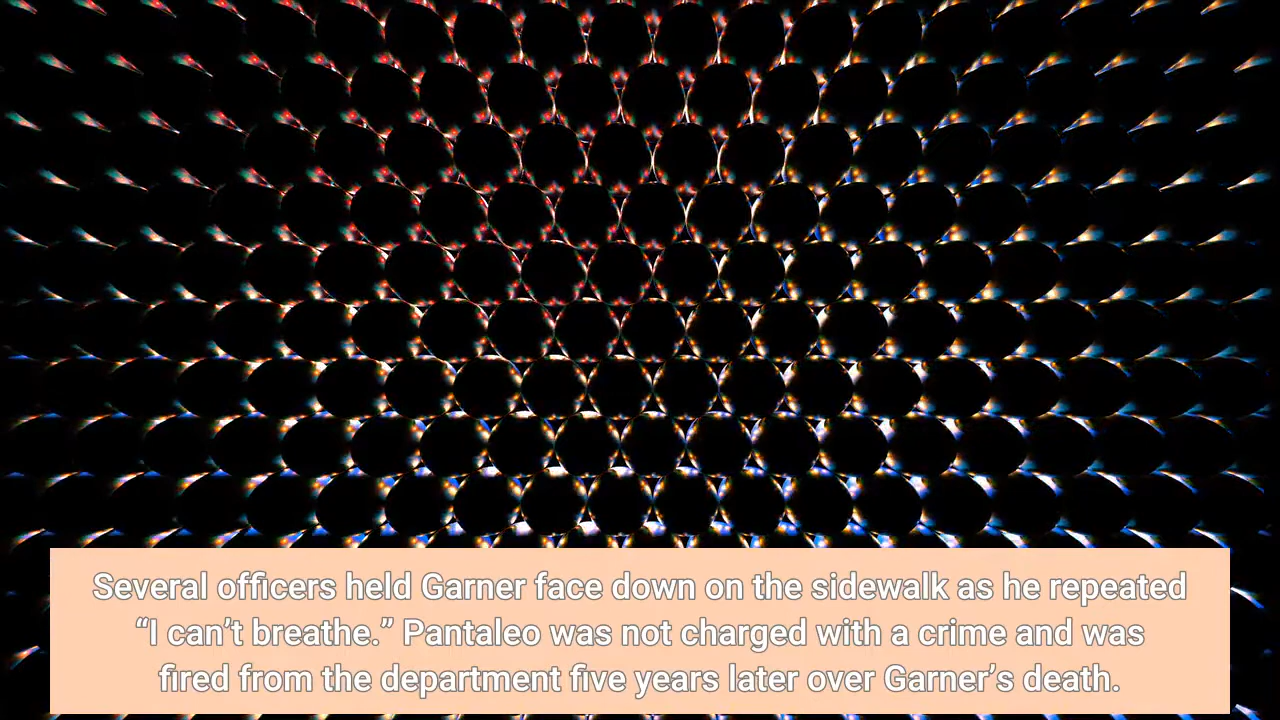 Several officers held Garner face down on the sidewalk as he repeated
“I can’t breathe.” Pantaleo was not charged with a crime and was
fired from the department five years later over Garner’s death.